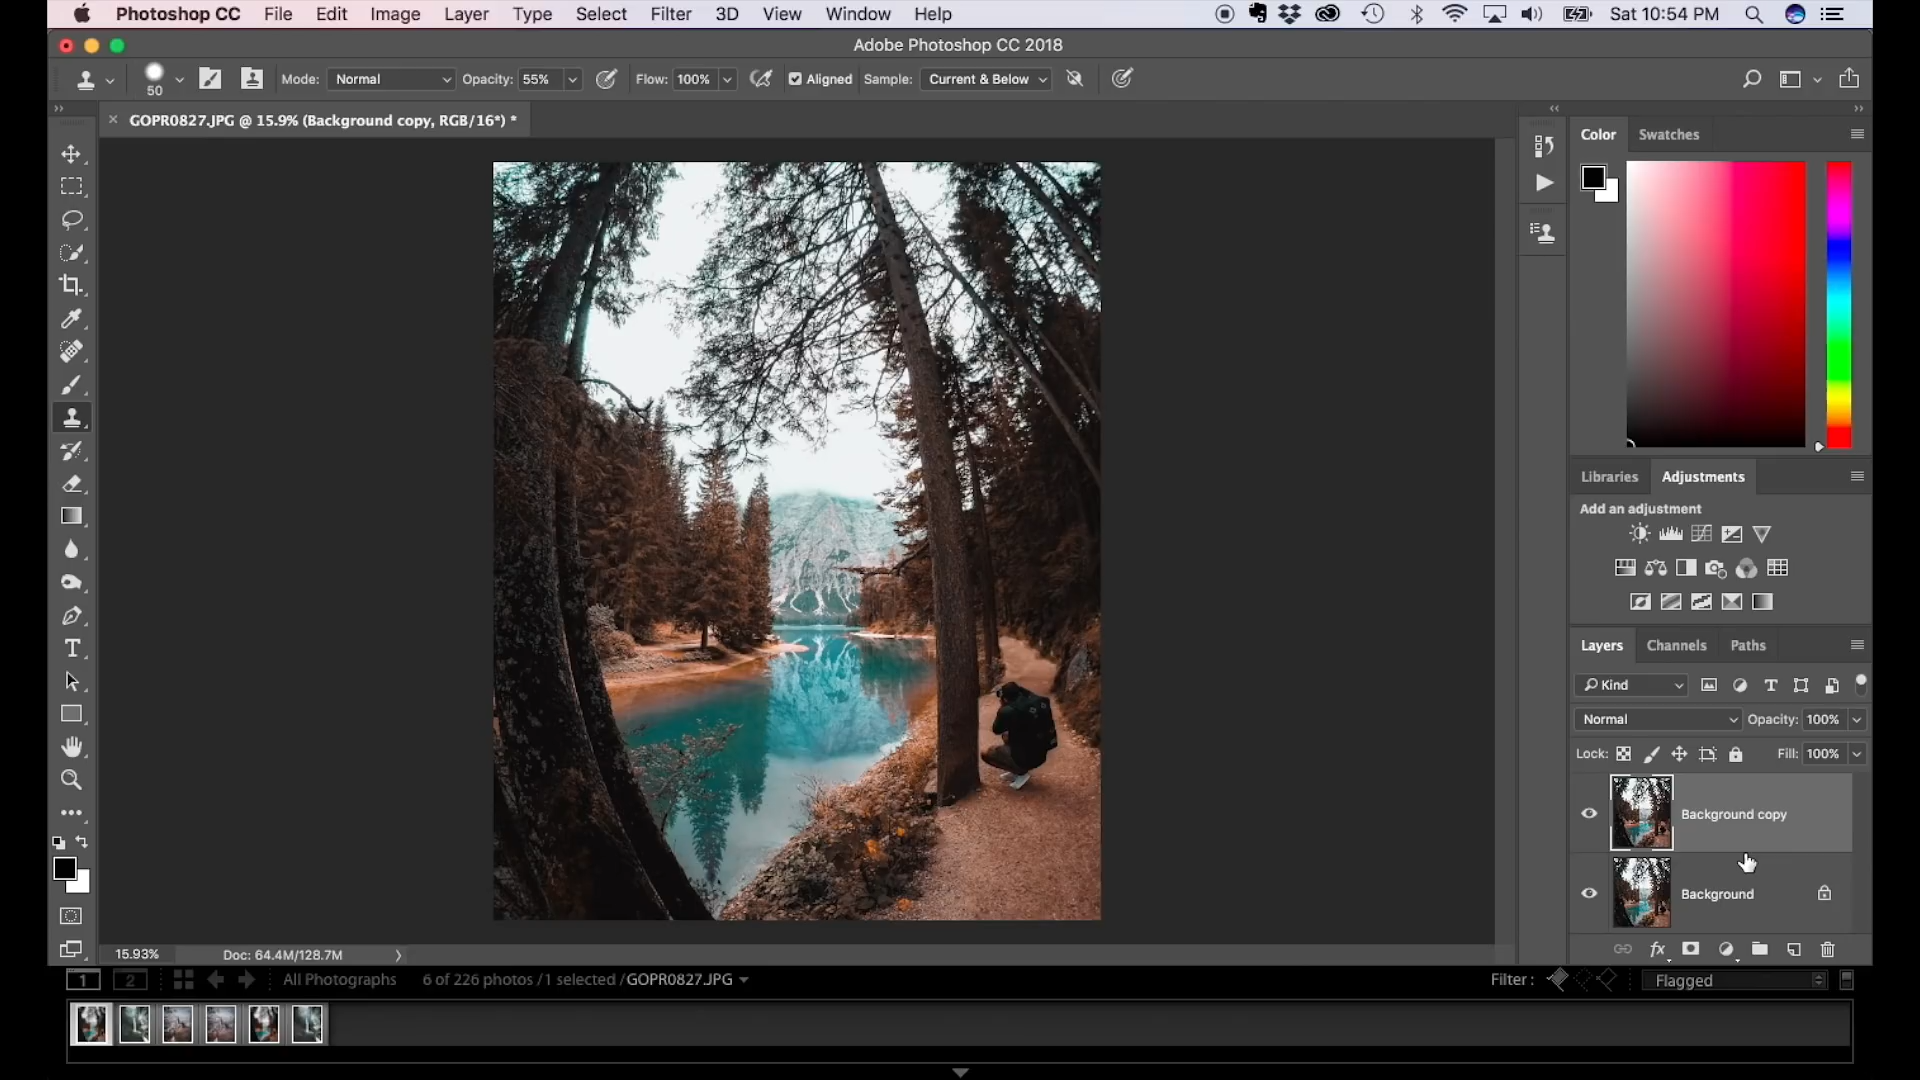 Photoshop CC File Edit Image Layer Type Select Filter 3D View Window Help Sat 10:54 PM
Adobe Photoshop CC 2018
50 Mode: Normal Opacity: 55% Flow: 100% Aligned Sample: Current & Below
GOPR0827.JPG @ 15.9% (Background copy, RGB/16*) *
Color Swatches
Libraries Adjustments
Add an adjustment
Layers Channels Paths
Kind
Normal Opacity: 100%
Lock: Fill: 100%
Background copy
Background
fx
15.93% Doc: 64.4M/128.7M
1 2 All Photographs 6 of 226 photos /1 selected /GOPR0827.JPG Filter : Flagged